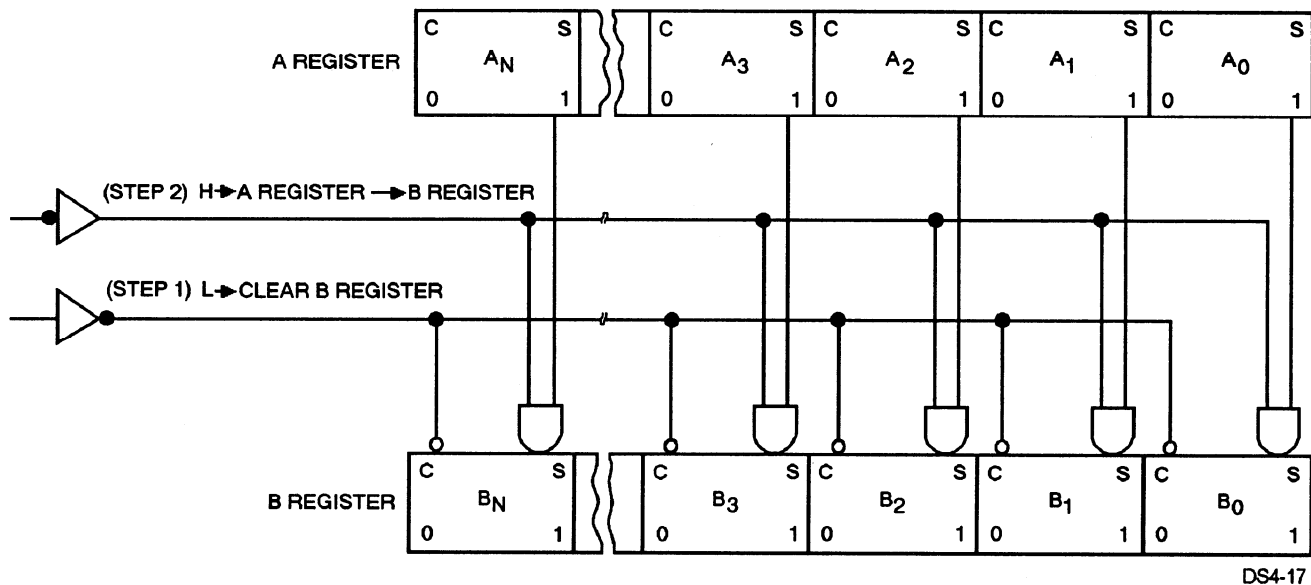 C S C S C S C S C S
A REGISTER A_N A_3 A_2 A_1 A_0
0 1 0 1 0 1 0 1 0 1
(STEP 2) H→A REGISTER →B REGISTER
(STEP 1) L→CLEAR B REGISTER
C S C S C S C S C S
B REGISTER B_N B_3 B_2 B_1 B_0
0 1 0 1 0 1 0 1 0 1
DS4-17